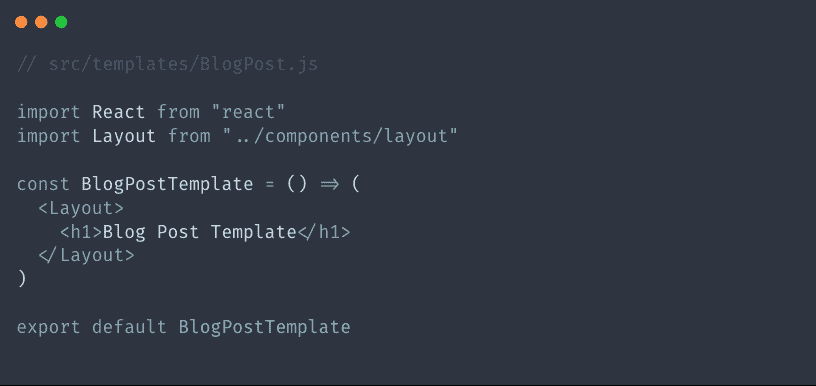 // src/templates/BlogPost.js
import React from "react"
import Layout from "../components/layout"
const BlogPostTemplate = () => (
<Layout>
<h1>Blog Post Template</h1>
</Layout>
)
export default BlogPostTemplate